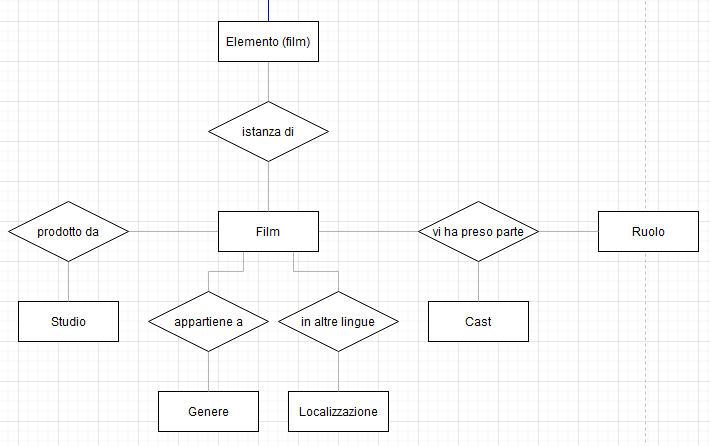 Elemento (film)
istanza di
prodotto da
Film
vi ha preso parte
Ruolo
Studio
appartiene a
in altre lingue
Cast
Genere
Localizzazione